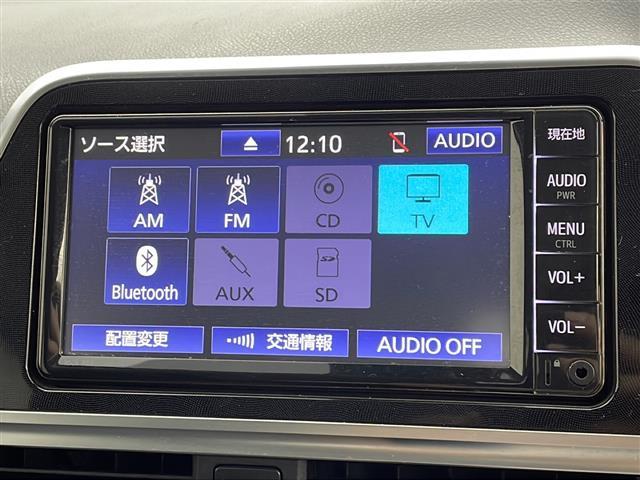 ソース選択 12:10 AUDIO
AM FM CD TV
Bluetooth AUX SD
配置変更 交通情報 AUDIO OFF
現在地
AUDIO
PWR
MENU
CTRL
VOL+
VOL−